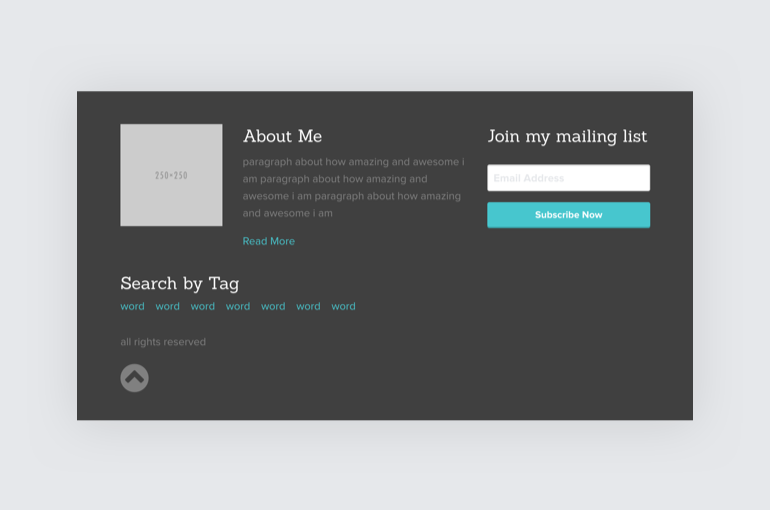 250×250
About Me
paragraph about how amazing and awesome i
am paragraph about how amazing and
awesome i am paragraph about how amazing
and awesome i am
Read More
Join my mailing list
Email Address
Subscribe Now
Search by Tag
word word word word word word word
all rights reserved